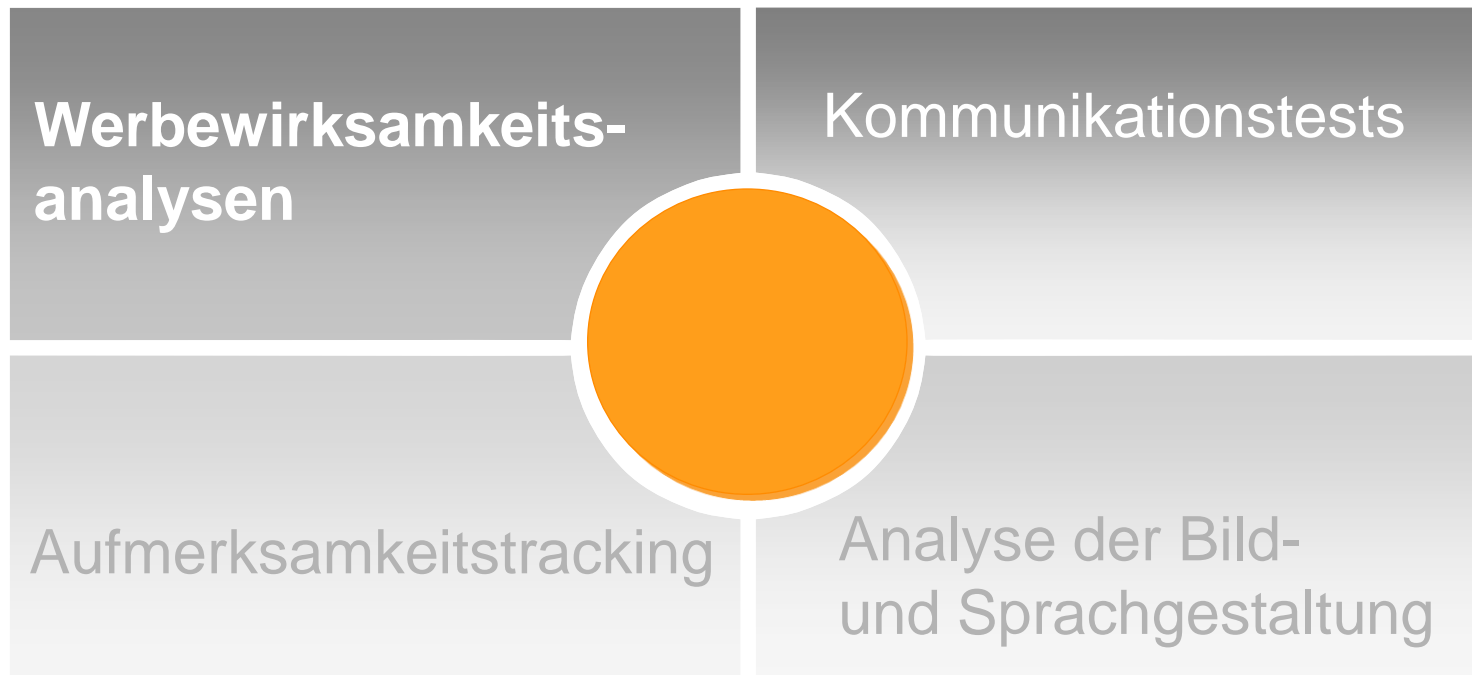 Werbewirksamkeits-
analysen
Kommunikationstests
Aufmerksamkeitstracking
Analyse der Bild-
und Sprachgestaltung